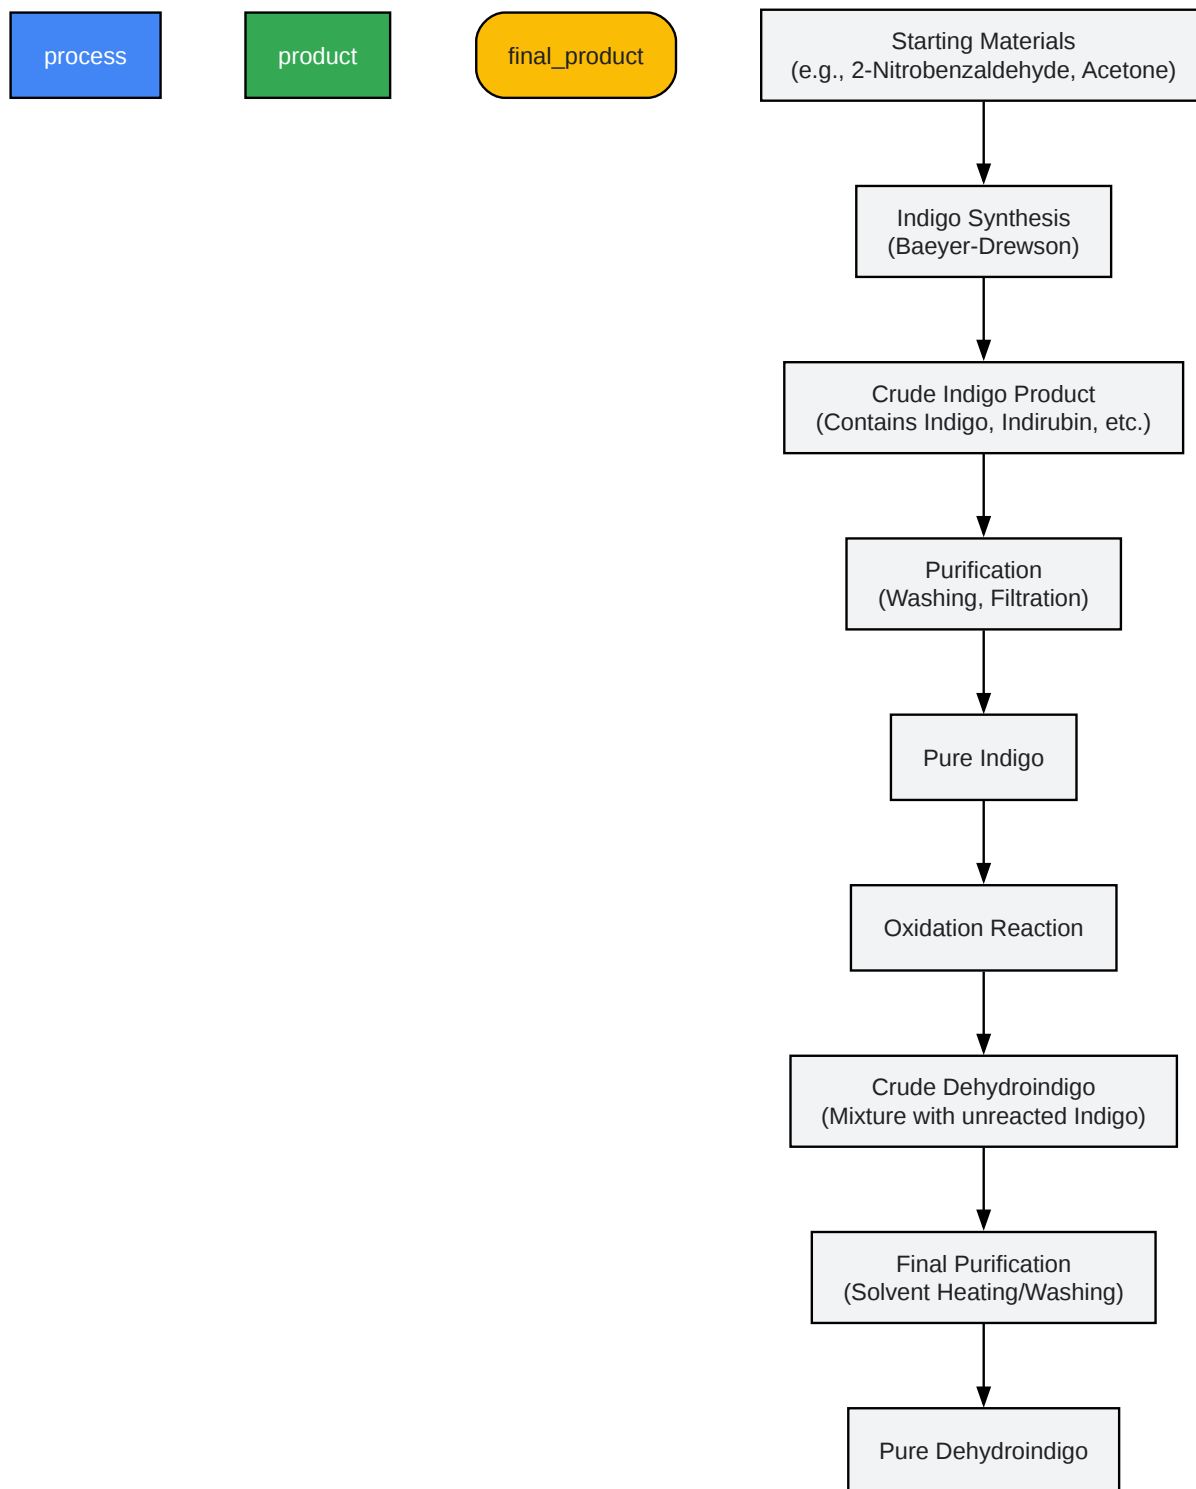 process
product
final_product
Starting Materials
(e.g., 2-Nitrobenzaldehyde, Acetone)
Indigo Synthesis
(Baeyer-Drewson)
Crude Indigo Product
(Contains Indigo, Indirubin, etc.)
Purification
(Washing, Filtration)
Pure Indigo
Oxidation Reaction
Crude Dehydroindigo
(Mixture with unreacted Indigo)
Final Purification
(Solvent Heating/Washing)
Pure Dehydroindigo